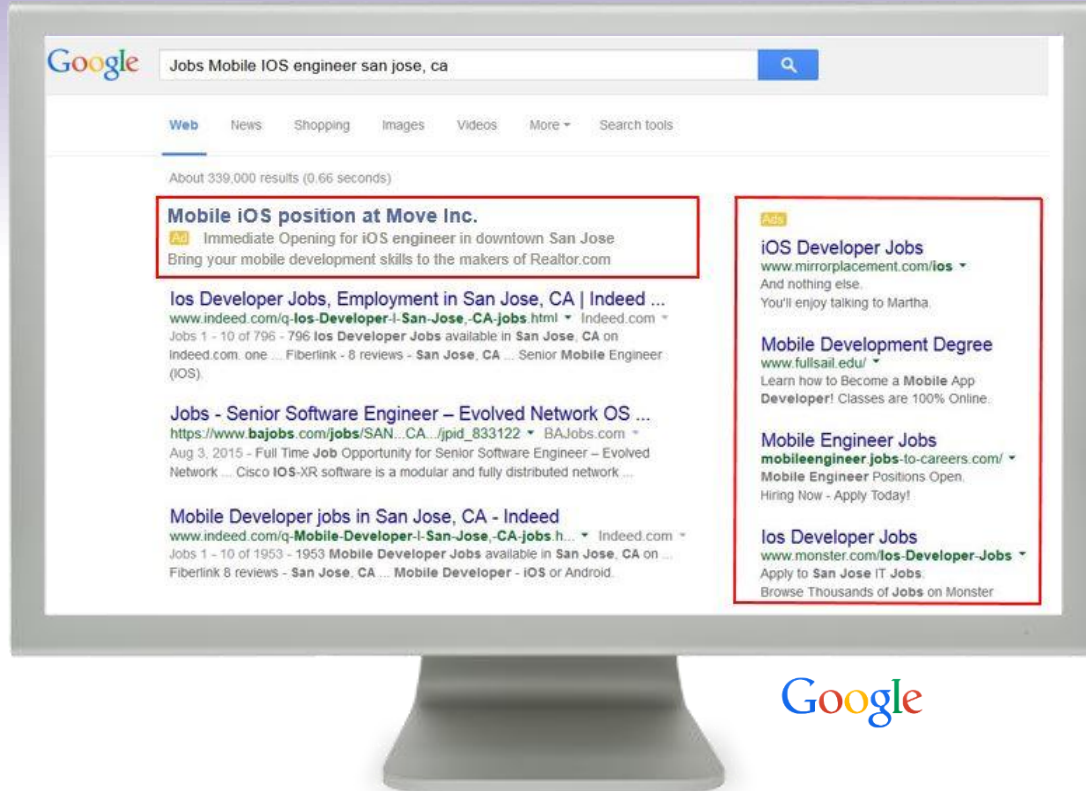 Google
Jobs Mobile IOS engineer san jose, ca
Web News Shopping Images Videos More Search tools
About 339,000 results (0.66 seconds)
Mobile iOS position at Move Inc.
Ad Immediate Opening for iOS engineer in downtown San Jose
Bring your mobile development skills to the makers of Realtor.com
Ios Developer Jobs, Employment in San Jose, CA | Indeed ...
www.indeed.com/q-Ios-Developer-l-San-Jose,-CA-jobs.html Indeed.com
Jobs 1 - 10 of 796 - 796 Ios Developer Jobs available in San Jose, CA on
Indeed.com. one ... Fiberlink - 8 reviews - San Jose, CA ... Senior Mobile Engineer
(IOS).
Jobs - Senior Software Engineer – Evolved Network OS ...
https://www.bajobs.com/jobs/SAN...CA.../jpid_833122 BAJobs.com
Aug 3, 2015 - Full Time Job Opportunity for Senior Software Engineer – Evolved
Network ... Cisco IOS-XR software is a modular and fully distributed network ...
Mobile Developer jobs in San Jose, CA - Indeed
www.indeed.com/q-Mobile-Developer-l-San-Jose,-CA-jobs.h... Indeed.com
Jobs 1 - 10 of 1953 - 1953 Mobile Developer Jobs available in San Jose, CA on ...
Fiberlink 8 reviews - San Jose, CA ... Mobile Developer - iOS or Android.
Ads
iOS Developer Jobs
www.mirrorplacement.com/ios
And nothing else.
You'll enjoy talking to Martha.
Mobile Development Degree
www.fullsail.edu/
Learn how to Become a Mobile App
Developer! Classes are 100% Online.
Mobile Engineer Jobs
mobileengineer.jobs-to-careers.com/
Mobile Engineer Positions Open.
Hiring Now - Apply Today!
Ios Developer Jobs
www.monster.com/Ios-Developer-Jobs
Apply to San Jose IT Jobs.
Browse Thousands of Jobs on Monster
Google